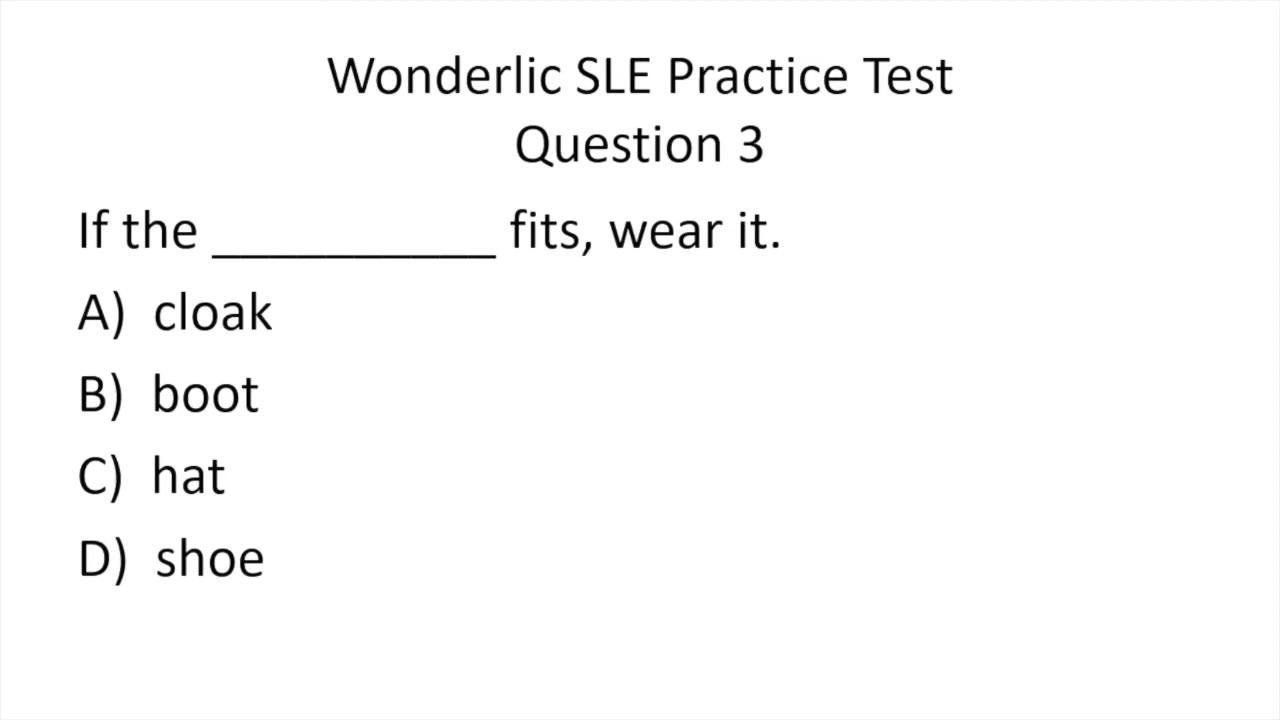 Wonderlic SLE Practice Test
Question 3
If the __________ fits, wear it.
A) cloak
B) boot
C) hat
D) shoe